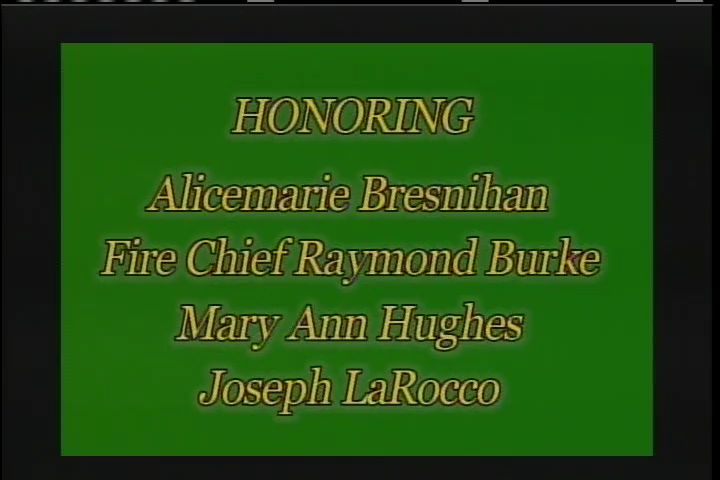 HONORING
Alicemarie Bresnihan
Fire Chief Raymond Burke
Mary Ann Hughes
Joseph LaRocco